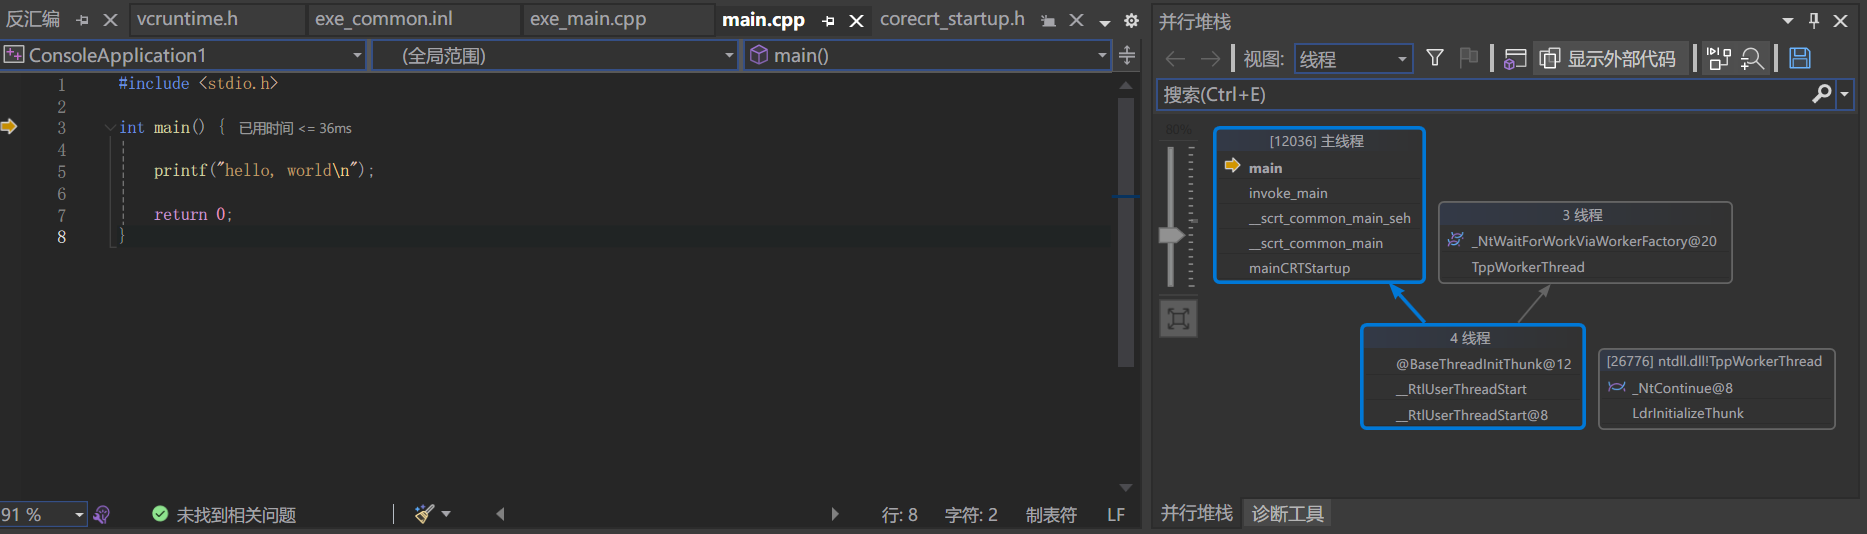 反汇编
vcruntime.h
exe_common.inl
exe_main.cpp
main.cpp
corecrt_startup.h
ConsoleApplication1
(全局范围)
main()
1 #include <stdio.h>
2
3 int main() { 已用时间 <= 36ms
4
5 printf("hello, world\n");
6
7 return 0;
8 }
91 %
未找到相关问题
行: 8
字符: 2
制表符
LF
并行堆栈
视图:
线程
显示外部代码
搜索(Ctrl+E)
80%
[12036] 主线程
main
invoke_main
__scrt_common_main_seh
__scrt_common_main
mainCRTStartup
3 线程
_NtWaitForWorkViaWorkerFactory@20
TppWorkerThread
4 线程
@BaseThreadInitThunk@12
__RtlUserThreadStart
__RtlUserThreadStart@8
[26776] ntdll.dll!TppWorkerThread
_NtContinue@8
LdrInitializeThunk
并行堆栈
诊断工具